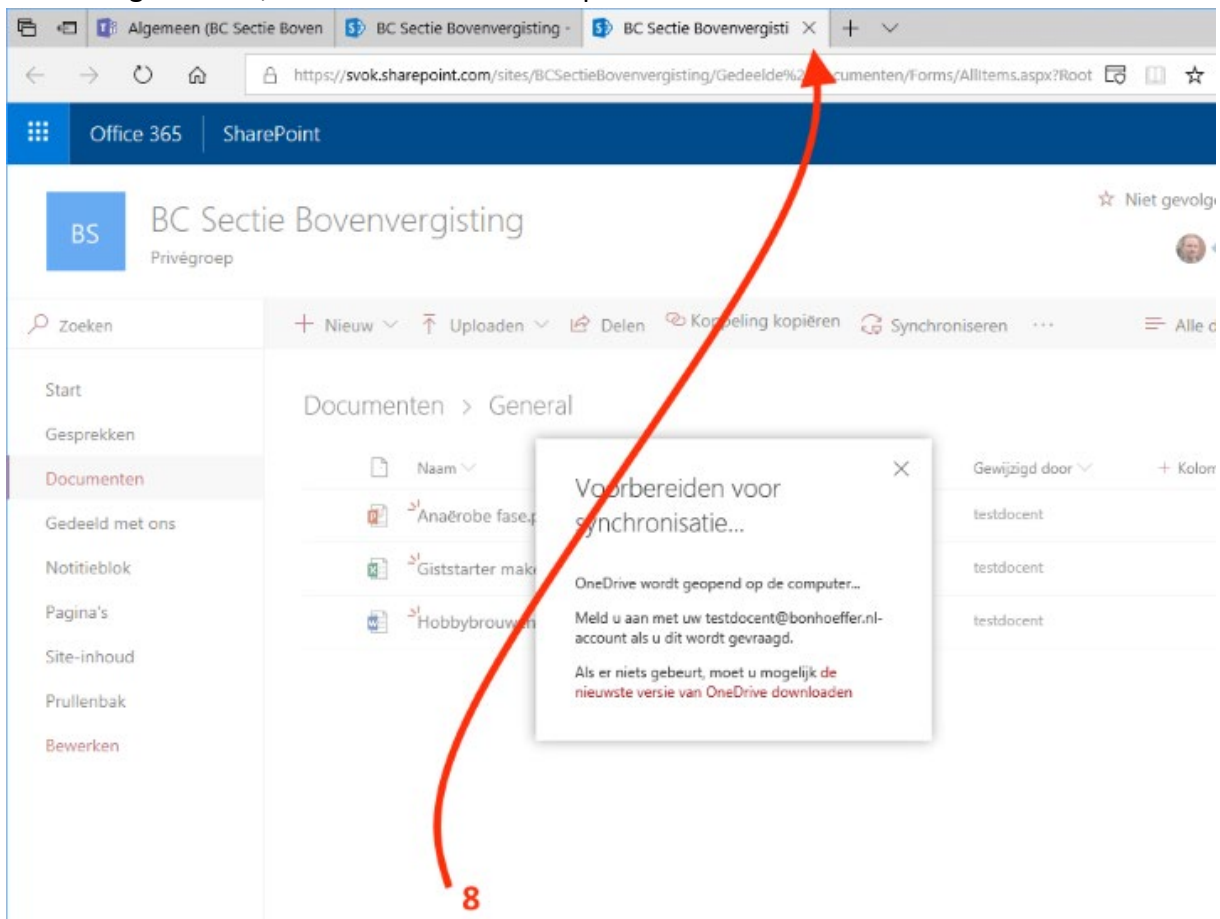 Algemeen (BC Sectie Boven
BC Sectie Bovenvergisting -
BC Sectie Bovenvergisti
https://svok.sharepoint.com/sites/BCSectieBovenvergisting/Gedeelde%2 cumenten/Forms/AllItems.aspx?Root
Office 365 SharePoint
BS
BC Sectie Bovenvergisting
Privégroep
Niet gevolg
Zoeken
+ Nieuw Uploaden Delen Koppeling kopiëren Synchroniseren ... Alle d
Start
Gesprekken
Documenten
Gedeeld met ons
Notitieblok
Pagina's
Site-inhoud
Prullenbak
Bewerken
Documenten > General
Naam Gewijzigd door + Kolom
Anaërobe fase.p testdocent
Giststarter make testdocent
Hobbybrouwen testdocent
Voorbereiden voor
synchronisatie...
OneDrive wordt geopend op de computer...
Meld u aan met uw testdocent@bonhoeffer.nl-
account als u dit wordt gevraagd.
Als er niets gebeurt, moet u mogelijk de
nieuwste versie van OneDrive downloaden
8